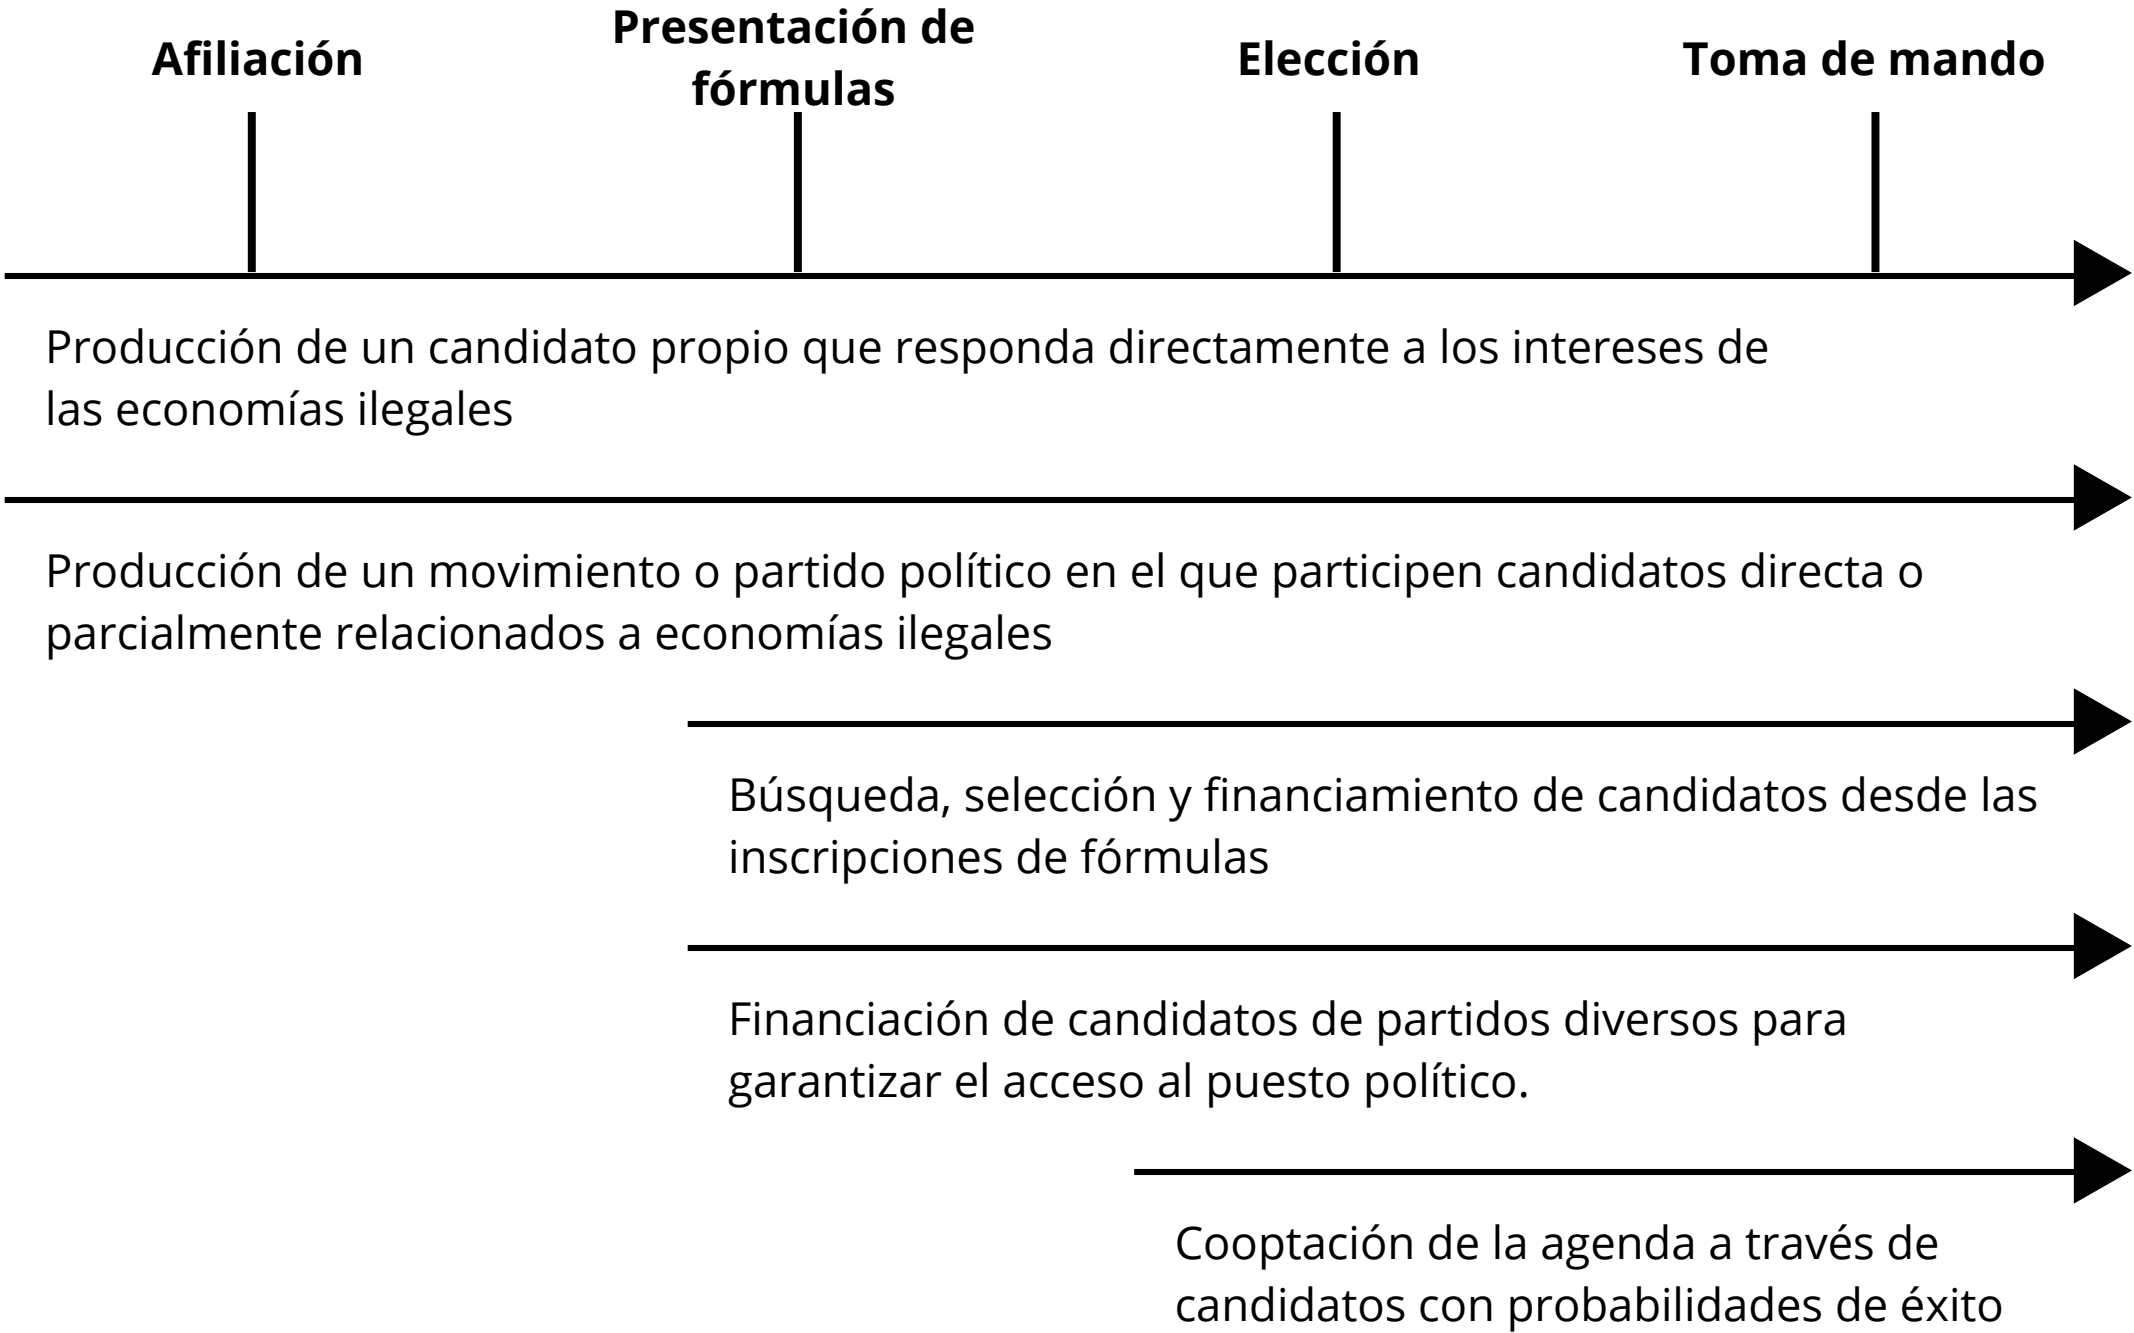 Afiliación
Presentación de
fórmulas
Elección
Toma de mando
Producción de un candidato propio que responda directamente a los intereses de
las economías ilegales
Producción de un movimiento o partido político en el que participen candidatos directa o
parcialmente relacionados a economías ilegales
Búsqueda, selección y financiamiento de candidatos desde las
inscripciones de fórmulas
Financiación de candidatos de partidos diversos para
garantizar el acceso al puesto político.
Cooptación de la agenda a través de
candidatos con probabilidades de éxito